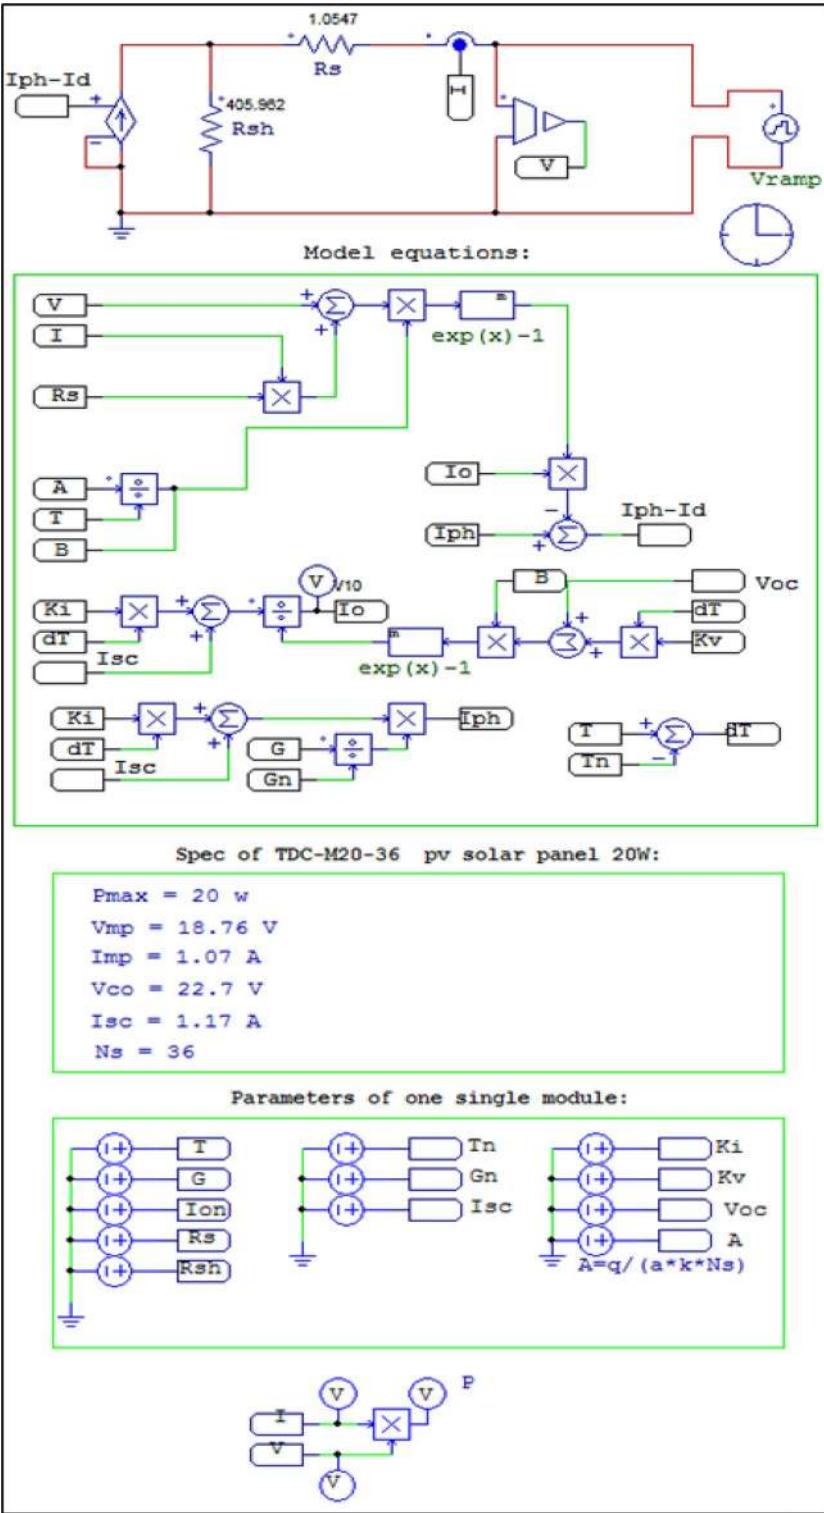 1.0547
Rs
Iph-Id
405.962
Rsh
I
V
Vramp
Model equations:
V
I
exp(x)-1
Rs
A
T
B
Io
Iph
Iph-Id
V
V10
Ki
Io
dT
Isc
exp(x)-1
B
Voc
dT
Kv
Ki
dT
Isc
G
Gn
Iph
T
Tn
dT
Spec of TDC-M20-36 pv solar panel 20W:
Pmax = 20 w
Vmp = 18.76 V
Imp = 1.07 A
Vco = 22.7 V
Isc = 1.17 A
Ns = 36
Parameters of one single module:
T
G
Ion
Rs
Rsh
Tn
Gn
Isc
Ki
Kv
Voc
A
A=q/(a*k*Ns)
V
V
P
I
V
V